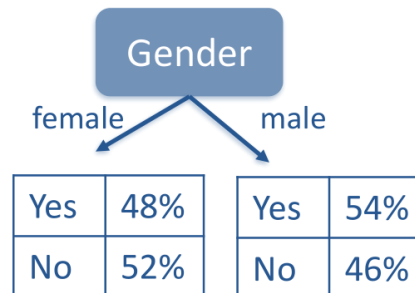 Gender
female male
Yes 48%
No 52%
Yes 54%
No 46%